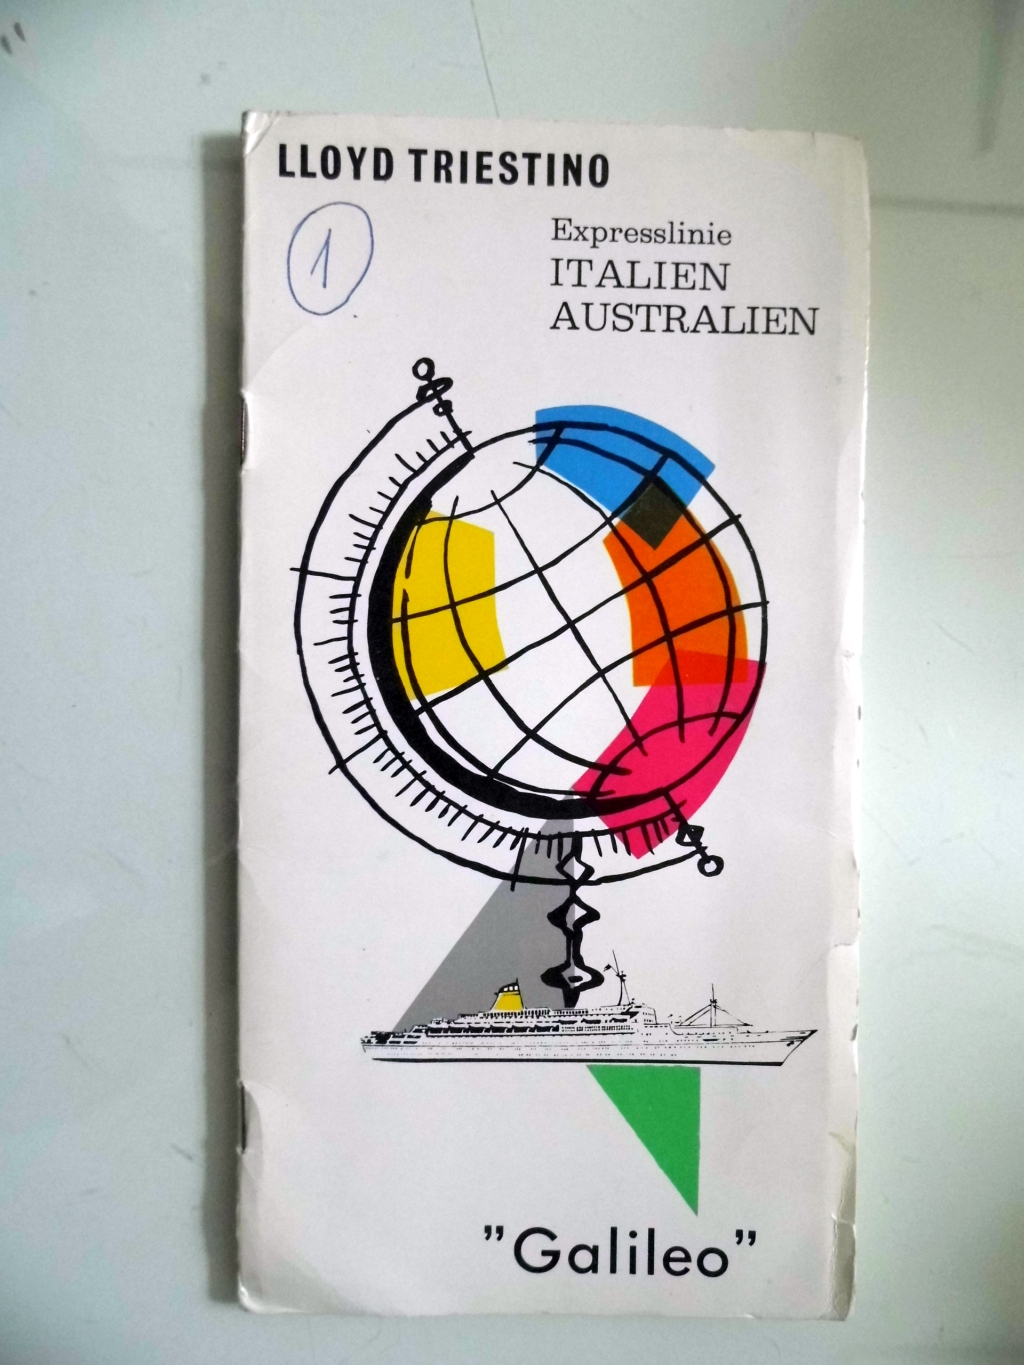 LLOYD TRIESTINO
1
Expresslinie
ITALIEN
AUSTRALIEN
”Galileo”